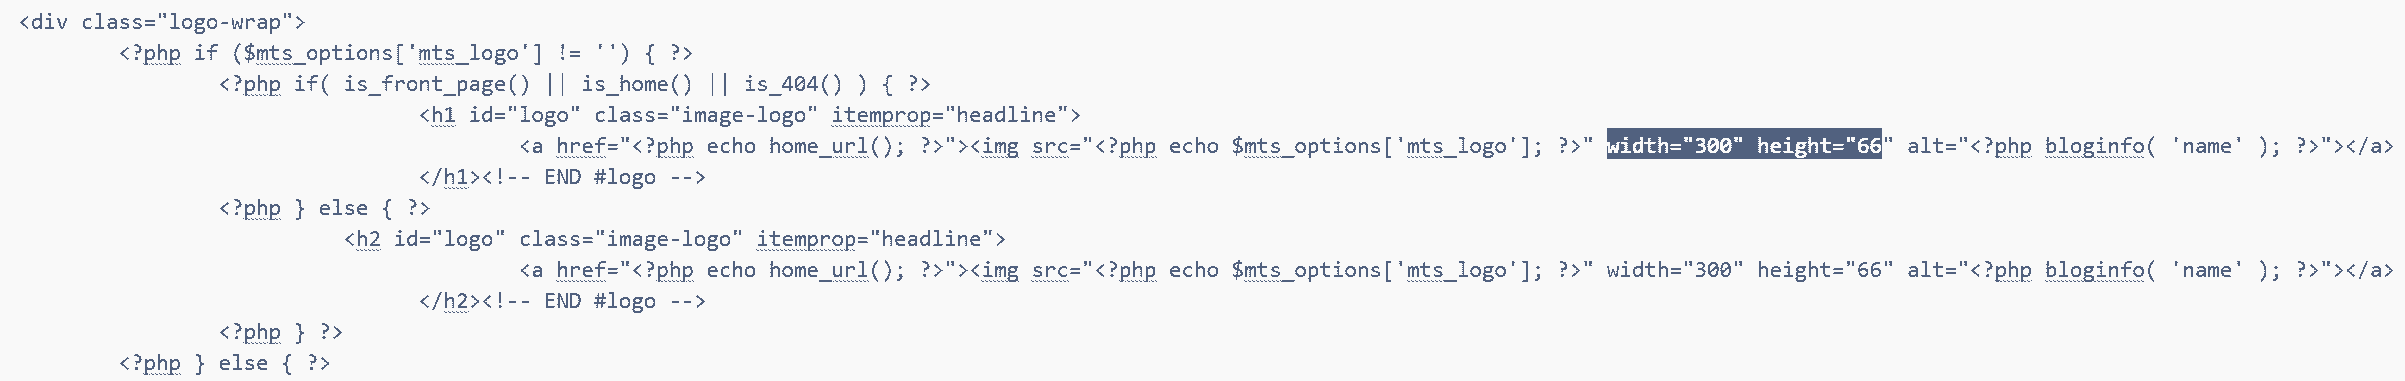 <div class="logo-wrap">
<?php if ($mts_options['mts_logo'] != '') { ?>
<?php if( is_front_page() || is_home() || is_404() ) { ?>
<h1 id="logo" class="image-logo" itemprop="headline">
<a href="<?php echo home_url(); ?>"><img src="<?php echo $mts_options['mts_logo']; ?>" width="300" height="66" alt="<?php bloginfo( 'name' ); ?>"></a>
</h1><!-- END #logo -->
<?php } else { ?>
<h2 id="logo" class="image-logo" itemprop="headline">
<a href="<?php echo home_url(); ?>"><img src="<?php echo $mts_options['mts_logo']; ?>" width="300" height="66" alt="<?php bloginfo( 'name' ); ?>"></a>
</h2><!-- END #logo -->
<?php } ?>
<?php } else { ?>